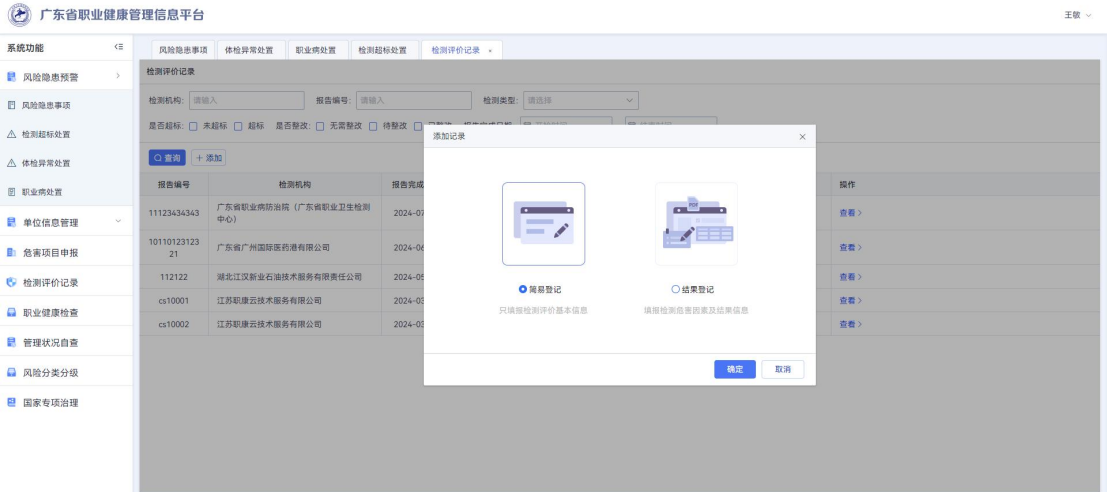 广东省职业健康管理信息平台
王敏
系统功能
风险隐患事项 体检异常处置 职业病处置 检测超标处置 检测评价记录 ×
风险隐患预警
风险隐患事项
检测超标处置
体检异常处置
职业病处置
单位信息管理
危害项目申报
检测评价记录
职业健康检查
管理状况自查
风险分类分级
国家专项治理
检测评价记录
检测机构: 请输入 报告编号: 请输入 检测类型: 请选择
是否超标: 未超标 超标 是否整改: 无需整改 待整改
查询 + 添加
报告编号 检测机构 报告完成 操作
11123434343 广东省职业病防治院（广东省职业卫生检测中心） 2024-07 查看
1011012312321 广东省广州国际医药港有限公司 2024-06 查看
112122 湖北江汉新业石油技术服务有限责任公司 2024-05 查看
cs10001 江苏职康云技术服务有限公司 2024-03 查看
cs10002 江苏职康云技术服务有限公司 2024-03 查看
添加记录 ×
PDF
简易登记 结果登记
只填报检测评价基本信息 填报检测危害因素及结果信息
确定 取消